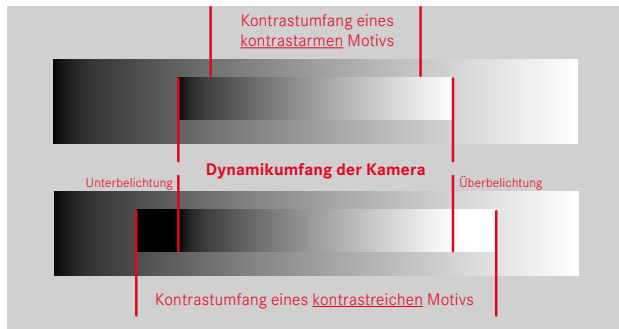 Kontrastumfang eines
kontrastarmen Motivs
Dynamikumfang der Kamera
Unterbelichtung
Überbelichtung
Kontrastumfang eines kontrastreichen Motivs